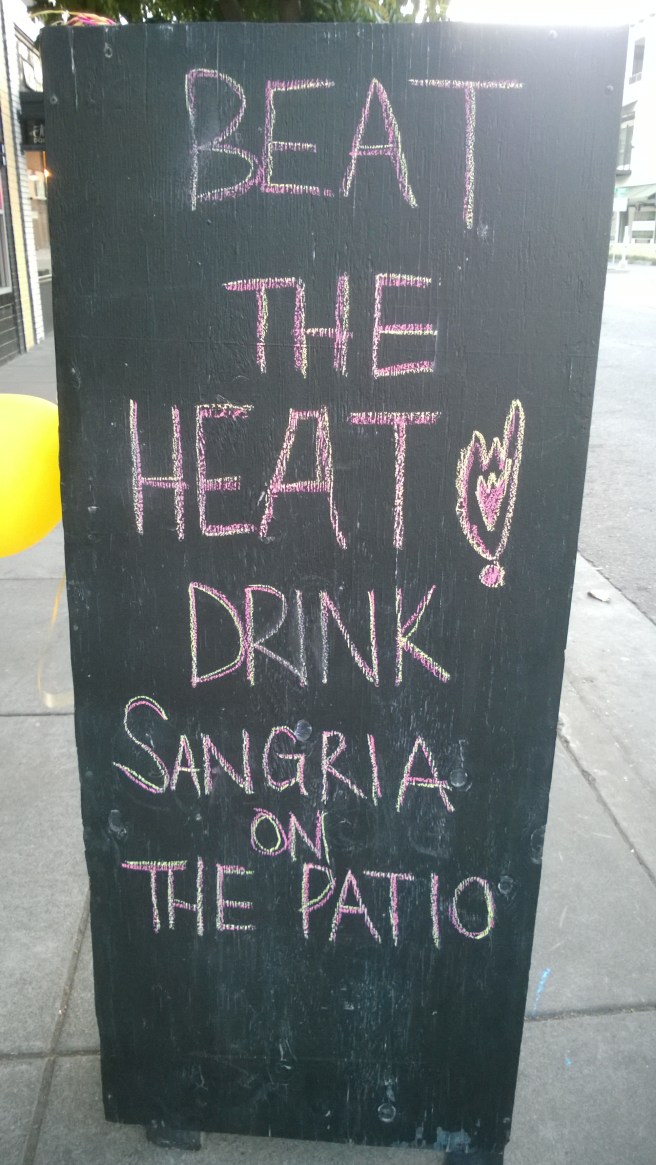 BEAT
THE
HEAT!
DRINK
SANGRIA
ON
THE PATIO